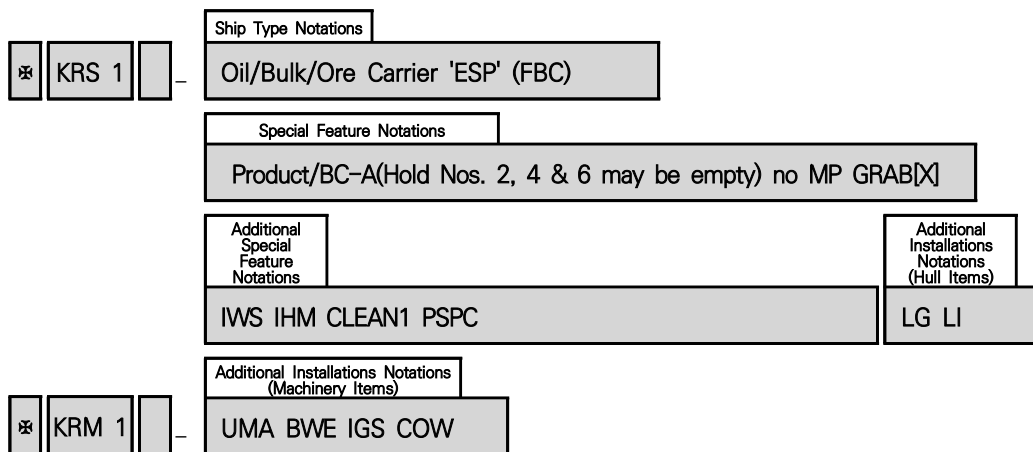 Ship Type Notations
✠ KRS 1 _ Oil/Bulk/Ore Carrier 'ESP' (FBC)
Special Feature Notations
Product/BC-A(Hold Nos. 2, 4 & 6 may be empty) no MP GRAB[X]
Additional
Special
Feature
Notations
IWS IHM CLEAN1 PSPC
Additional
Installations
Notations
(Hull Items)
LG LI
Additional Installations Notations
(Machinery Items)
✠ KRM 1 _ UMA BWE IGS COW